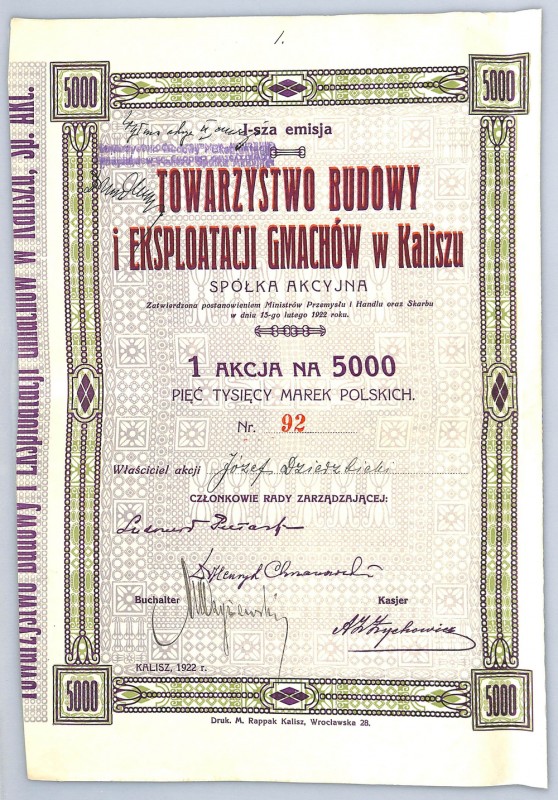 1.
5000
5000
I-sza emisja
TOWARZYSTWO BUDOWY
i EKSPLOATACJI GMACHÓW w Kaliszu
SPÓŁKA AKCYJNA
Zatwierdzona postanowieniem Ministrów Przemysłu i Handlu oraz Skarbu
w dniu 15-go lutego 1922 roku.
1 AKCJA NA 5000
PIĘĆ TYSIĘCY MAREK POLSKICH.
Nr. 92
Właściciel akcji Józef Dzierzbicki
CZŁONKOWIE RADY ZARZĄDZAJĄCEJ:
Buchalter
Kasjer
KALISZ, 1922 r.
5000
5000
Druk. M. Rappak Kalisz, Wrocławska 28.
Towarzystwo Budowy i Eksploatacji Gmachów w Kaliszu, Sp. Akc.